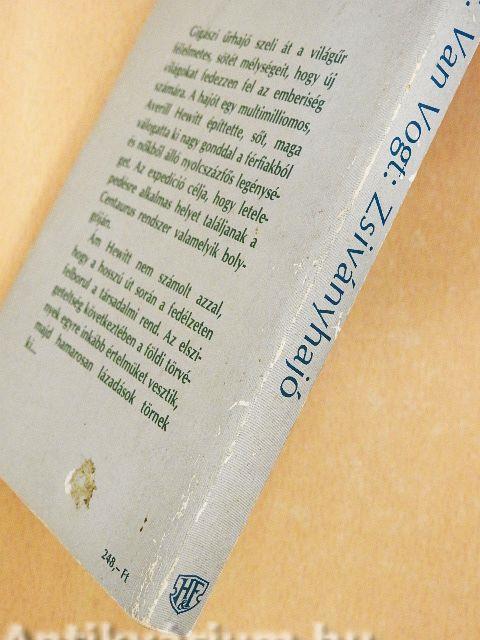 Gigászi űrhajó szeli át a világűr
félelmetes, sötét mélységeit, hogy új
világokat fedezzen fel az emberiség
számára. A hajót egy multimilliomos,
Averill Hewitt építtette, sőt, maga
válogatta ki nagy gonddal a férfiakból
és nőkből álló nyolcszázfős legénysé-
get. Az expedíció célja, hogy letele-
pedésre alkalmas helyet találjanak a
Centaurus rendszer valamelyik boly-
góján.
Ám Hewitt nem számolt azzal,
hogy a hosszú út során a fedélzeten
felborul a társadalmi rend. Az elszi-
geteltség következtében a földi törvé-
nyek egyre inkább értelmüket vesztik,
majd hamarosan lázadások törnek
ki...
248,- Ft
Van Vogt: Zsiványhajó
H&F
Antikvárium.hu